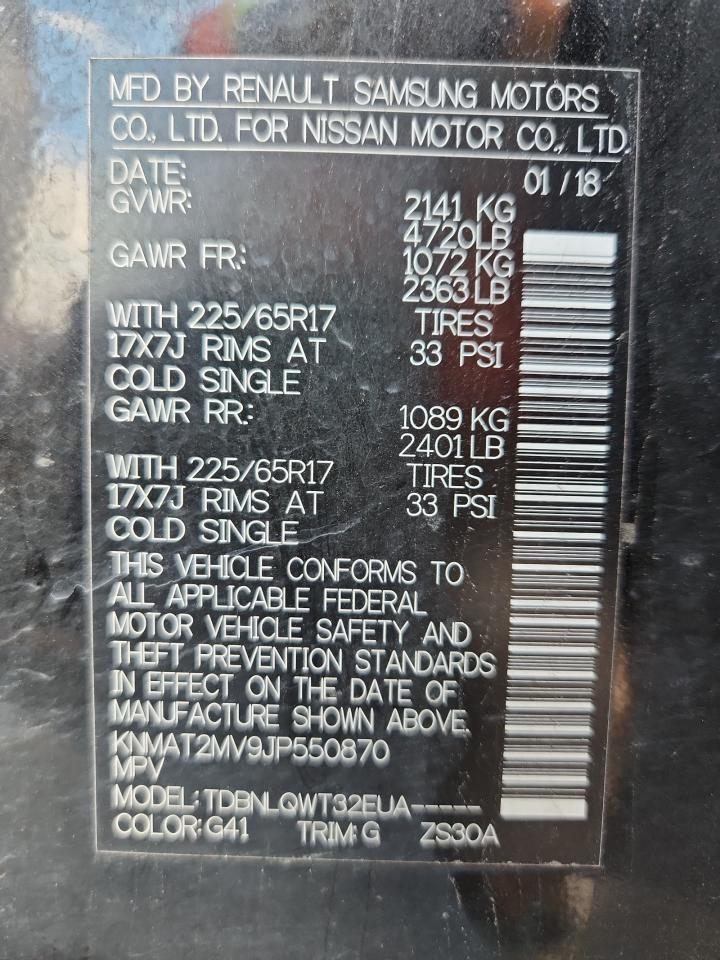 MFD BY RENAULT SAMSUNG MOTORS
CO., LTD. FOR NISSAN MOTOR CO., LTD.
DATE: 01 / 18
GVWR: 2141 KG
4720LB
GAWR FR.: 1072 KG
2363LB
WITH 225/65R17 TIRES
17X7J RIMS AT 33 PSI
COLD SINGLE
GAWR RR.: 1089 KG
2401LB
WITH 225/65R17 TIRES
17X7J RIMS AT 33 PSI
COLD SINGLE
THIS VEHICLE CONFORMS TO
ALL APPLICABLE FEDERAL
MOTOR VEHICLE SAFETY AND
THEFT PREVENTION STANDARDS
IN EFFECT ON THE DATE OF
MANUFACTURE SHOWN ABOVE.
KNMAT2MV9JP550870
MPV
MODEL: TDBNLQWT32EUA-----
COLOR: G41 TRIM: G ZS30A